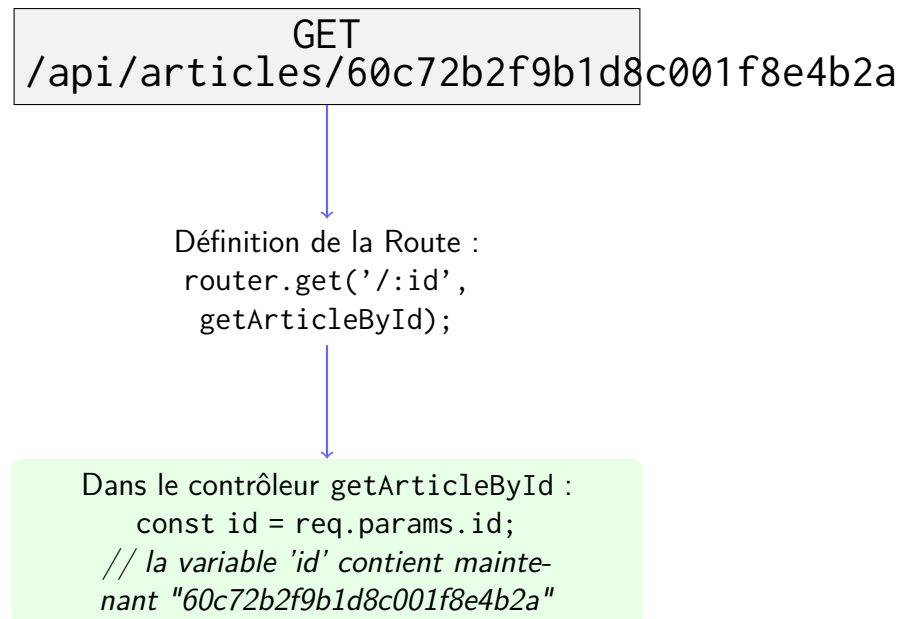 GET
/api/articles/60c72b2f9b1d8c001f8e4b2a
Définition de la Route :
router.get('/:id',
getArticleById);
Dans le contrôleur getArticleById :
const id = req.params.id;
// la variable 'id' contient mainte-
nant "60c72b2f9b1d8c001f8e4b2a"